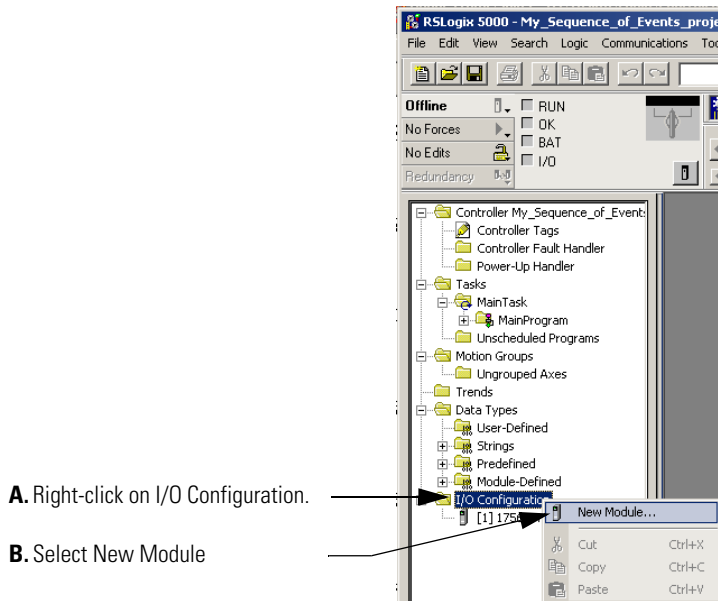 RSLogix 5000 - My_Sequence_of_Events_proje
File Edit View Search Logic Communications Too
Offline
RUN
No Forces
OK
No Edits
BAT
Redundancy
I/O
Controller My_Sequence_of_Event
Controller Tags
Controller Fault Handler
Power-Up Handler
Tasks
MainTask
MainProgram
Unscheduled Programs
Motion Groups
Ungrouped Axes
Trends
Data Types
User-Defined
Strings
Predefined
Module-Defined
A. Right-click on I/O Configuration.
I/O Configuration
[1] 1756
New Module...
B. Select New Module
Cut Ctrl+X
Copy Ctrl+C
Paste Ctrl+V